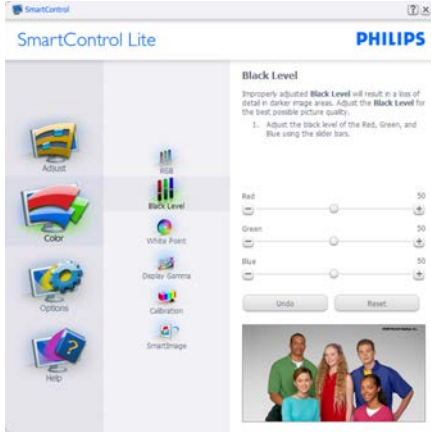 SmartControl
SmartControl Lite
PHILIPS
Adjust
Color
Options
Help
RGB
Black Level
White Point
Display Gamma
Calibration
SmartImage
Black Level
Improperly adjusted Black Level will result in a loss of
detail in darker image areas. Adjust the Black Level for
the best possible picture quality.
1. Adjust the black level of the Red, Green, and
Blue using the slider bars.
Red 50
Green 50
Blue 50
Undo Reset